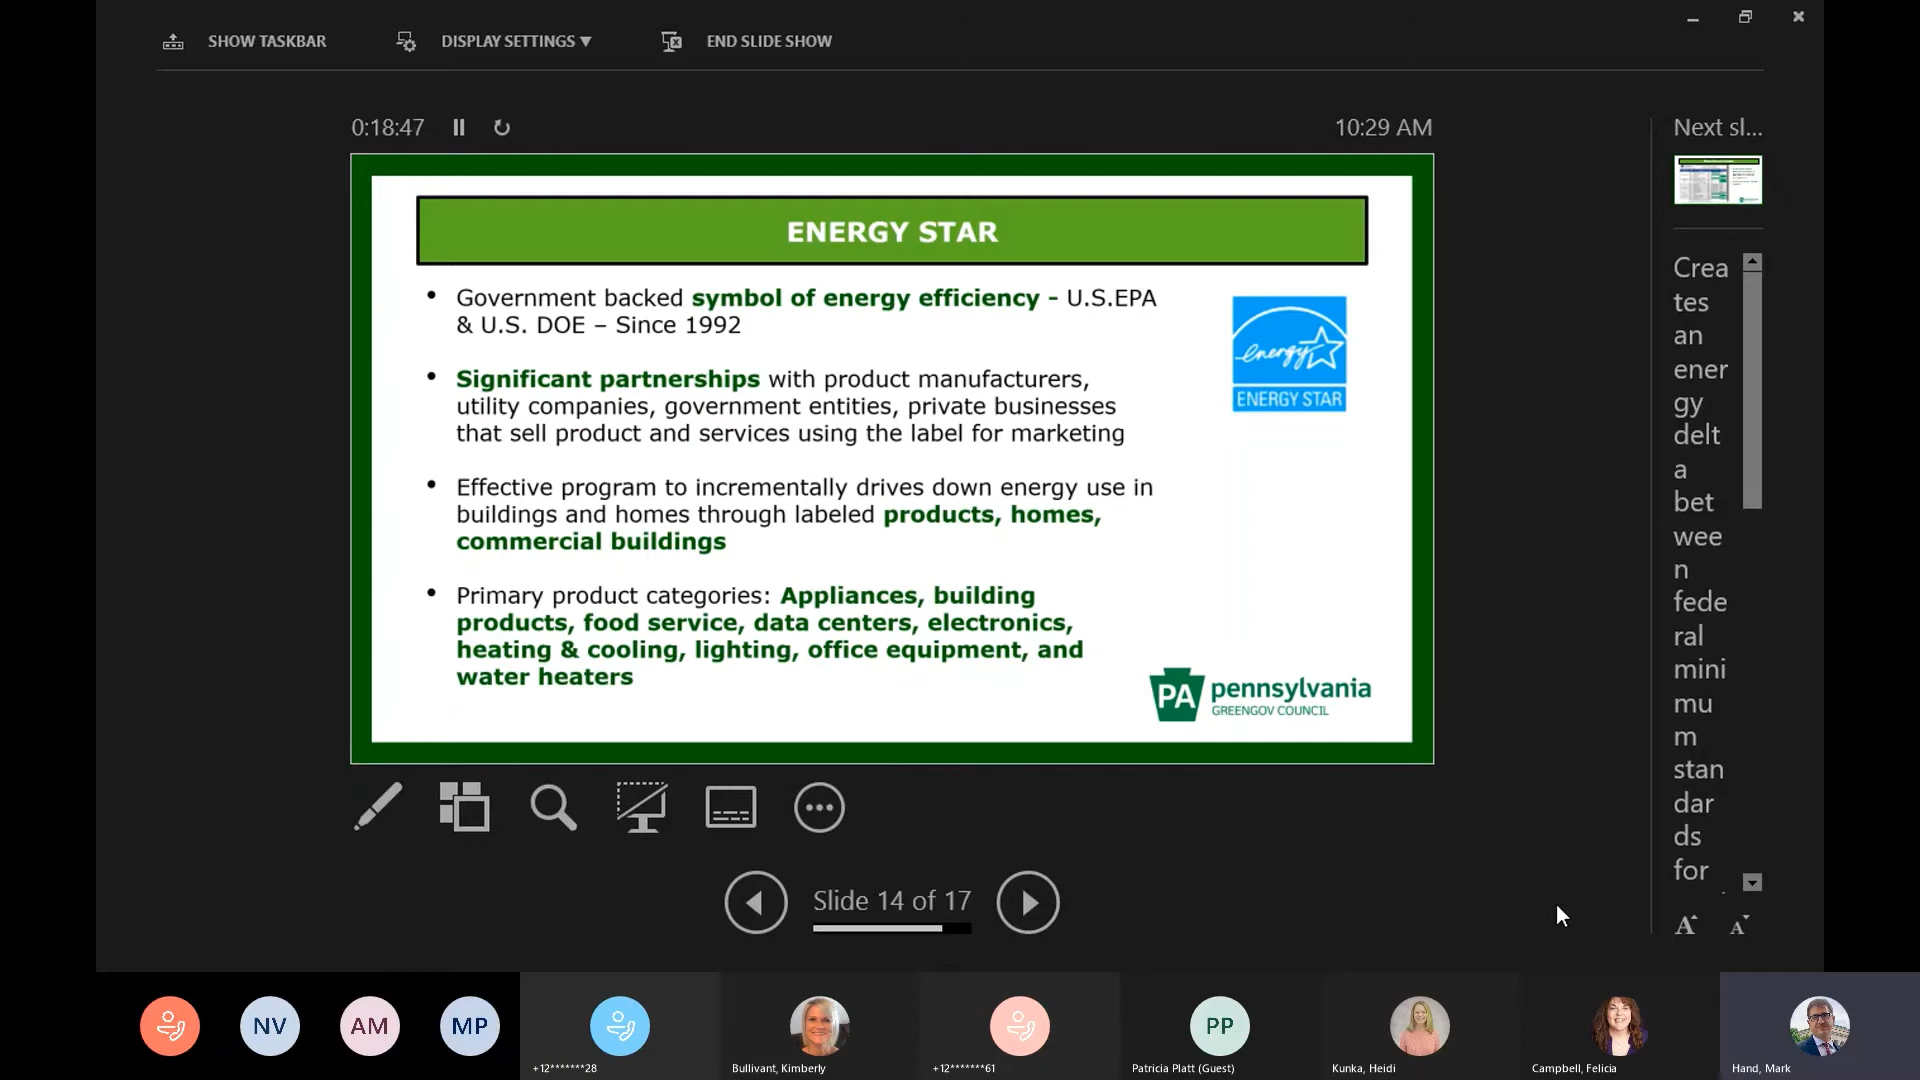 SHOW TASKBAR
DISPLAY SETTINGS ▼
END SLIDE SHOW
0:18:47
10:29 AM
Next sl...
ENERGY STAR
• Government backed symbol of energy efficiency - U.S.EPA
& U.S. DOE – Since 1992
• Significant partnerships with product manufacturers,
utility companies, government entities, private businesses
that sell product and services using the label for marketing
• Effective program to incrementally drives down energy use in
buildings and homes through labeled products, homes,
commercial buildings
• Primary product categories: Appliances, building
products, food service, data centers, electronics,
heating & cooling, lighting, office equipment, and
water heaters
energy
ENERGY STAR
PA pennsylvania
GREENGOV COUNCIL
Crea
tes
an
ener
gy
delt
a
bet
wee
n
fede
ral
mini
mu
m
stan
dar
ds
for
A A
Slide 14 of 17
NV
AM
MP
PP
+12*******28
Bullivant, Kimberly
+12*******61
Patricia Platt (Guest)
Kunka, Heidi
Campbell, Felicia
Hand, Mark